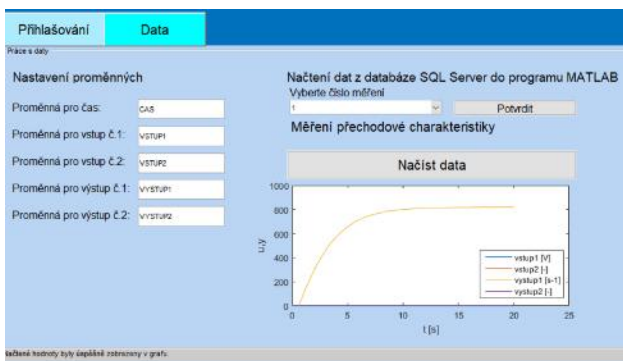 Přihlašování
Data
Práce s daty
Nastavení proměnných
Proměnná pro čas:
CAS
Proměnná pro vstup č.1:
VSTUP1
Proměnná pro vstup č.2:
VSTUP2
Proměnná pro výstup č.1:
VYSTUP1
Proměnná pro výstup č.2:
VYSTUP2
Načtení dat z databáze SQL Server do programu MATLAB
Vyberte číslo měření
1
Potvrdit
Měření přechodové charakteristiky
Načíst data
1000
800
600
400
200
0
u,y
0 5 10 15 20 25
t [s]
vstup1 [V]
vstup2 [-]
vystup1 [s-1]
vystup2 [-]
Načtené hodnoty byly úspěšně zobrazeny v grafu.